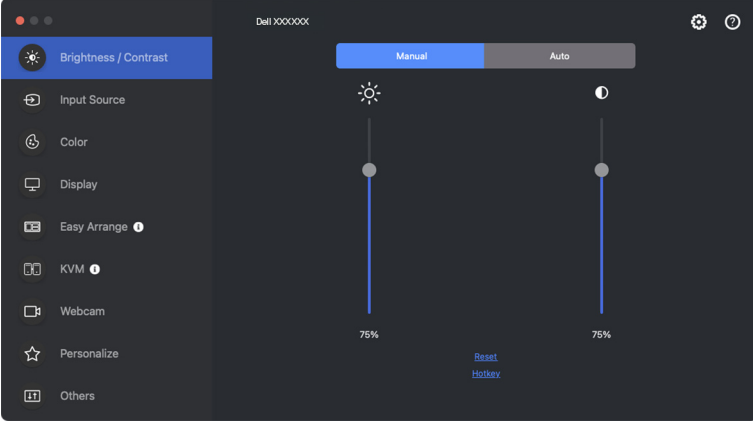 Dell XXXXXX
Brightness / Contrast
Input Source
Color
Display
Easy Arrange
KVM
Webcam
Personalize
Others
Manual
Auto
75%
75%
Reset
Hotkey